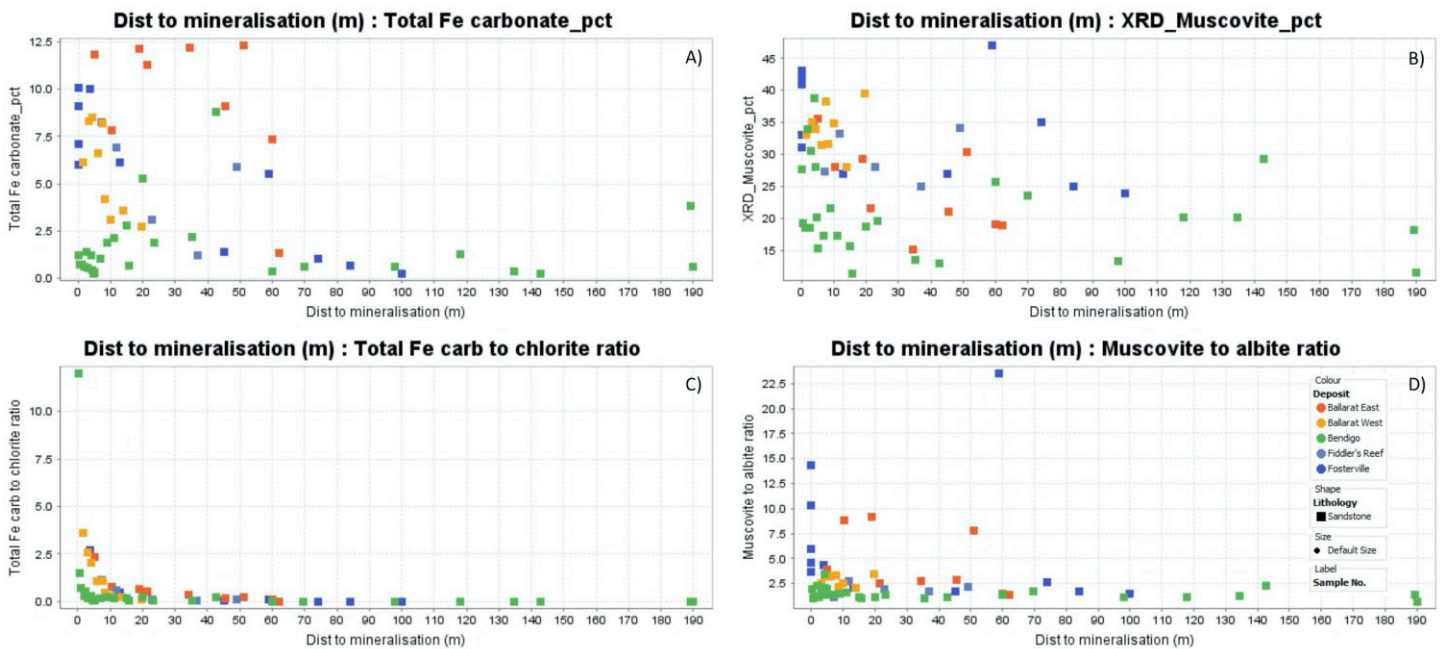 Dist to mineralisation (m) : Total Fe carbonate_pct
A)
Total Fe carbonate_pct
12.5
10.0
7.5
5.0
2.5
0.0
0 10 20 30 40 50 60 70 80 90 100 110 120 130 140 150 160 170 180 190
Dist to mineralisation (m)
Dist to mineralisation (m) : XRD_Muscovite_pct
B)
XRD_Muscovite_pct
45
40
35
30
25
20
15
0 10 20 30 40 50 60 70 80 90 100 110 120 130 140 150 160 170 180 190
Dist to mineralisation (m)
Dist to mineralisation (m) : Total Fe carb to chlorite ratio
C)
Total Fe carb to chlorite ratio
10.0
7.5
5.0
2.5
0.0
0 10 20 30 40 50 60 70 80 90 100 110 120 130 140 150 160 170 180 190
Dist to mineralisation (m)
Dist to mineralisation (m) : Muscovite to albite ratio
D)
Muscovite to albite ratio
22.5
20.0
17.5
15.0
12.5
10.0
7.5
5.0
2.5
0 10 20 30 40 50 60 70 80 90 100 110 120 130 140 150 160 170 180 190
Dist to mineralisation (m)
Colour
Deposit
Ballarat East
Ballarat West
Bendigo
Fiddler's Reef
Fosterville
Shape
Lithology
Sandstone
Size
Default Size
Label
Sample No.